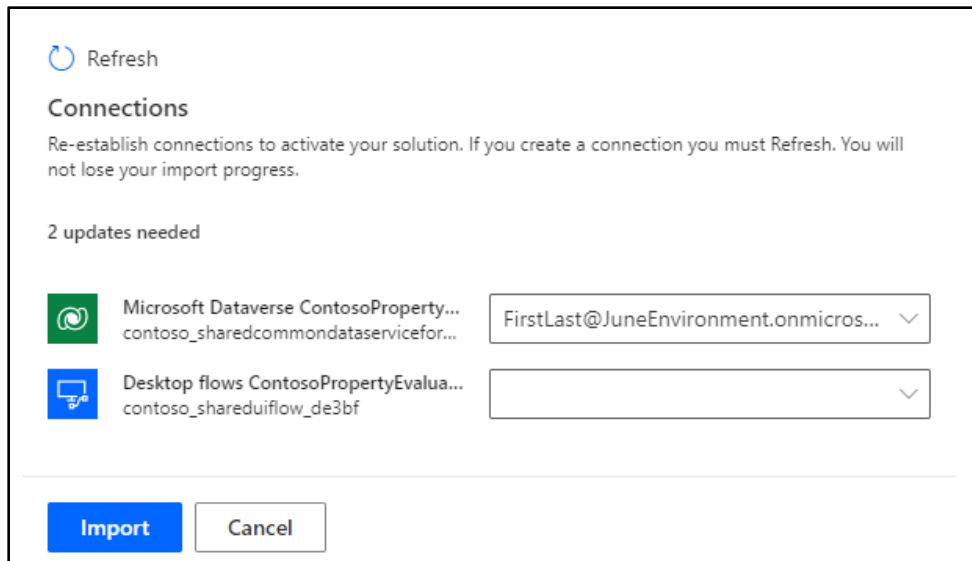 Refresh
Connections
Re-establish connections to activate your solution. If you create a connection you must Refresh. You will
not lose your import progress.
2 updates needed
Microsoft Dataverse ContosoProperty...
contoso_sharedcommondataservicefor...
FirstLast@JuneEnvironment.onmicros...
Desktop flows ContosoPropertyEvalua...
contoso_shareduiflow_de3bf
Import
Cancel